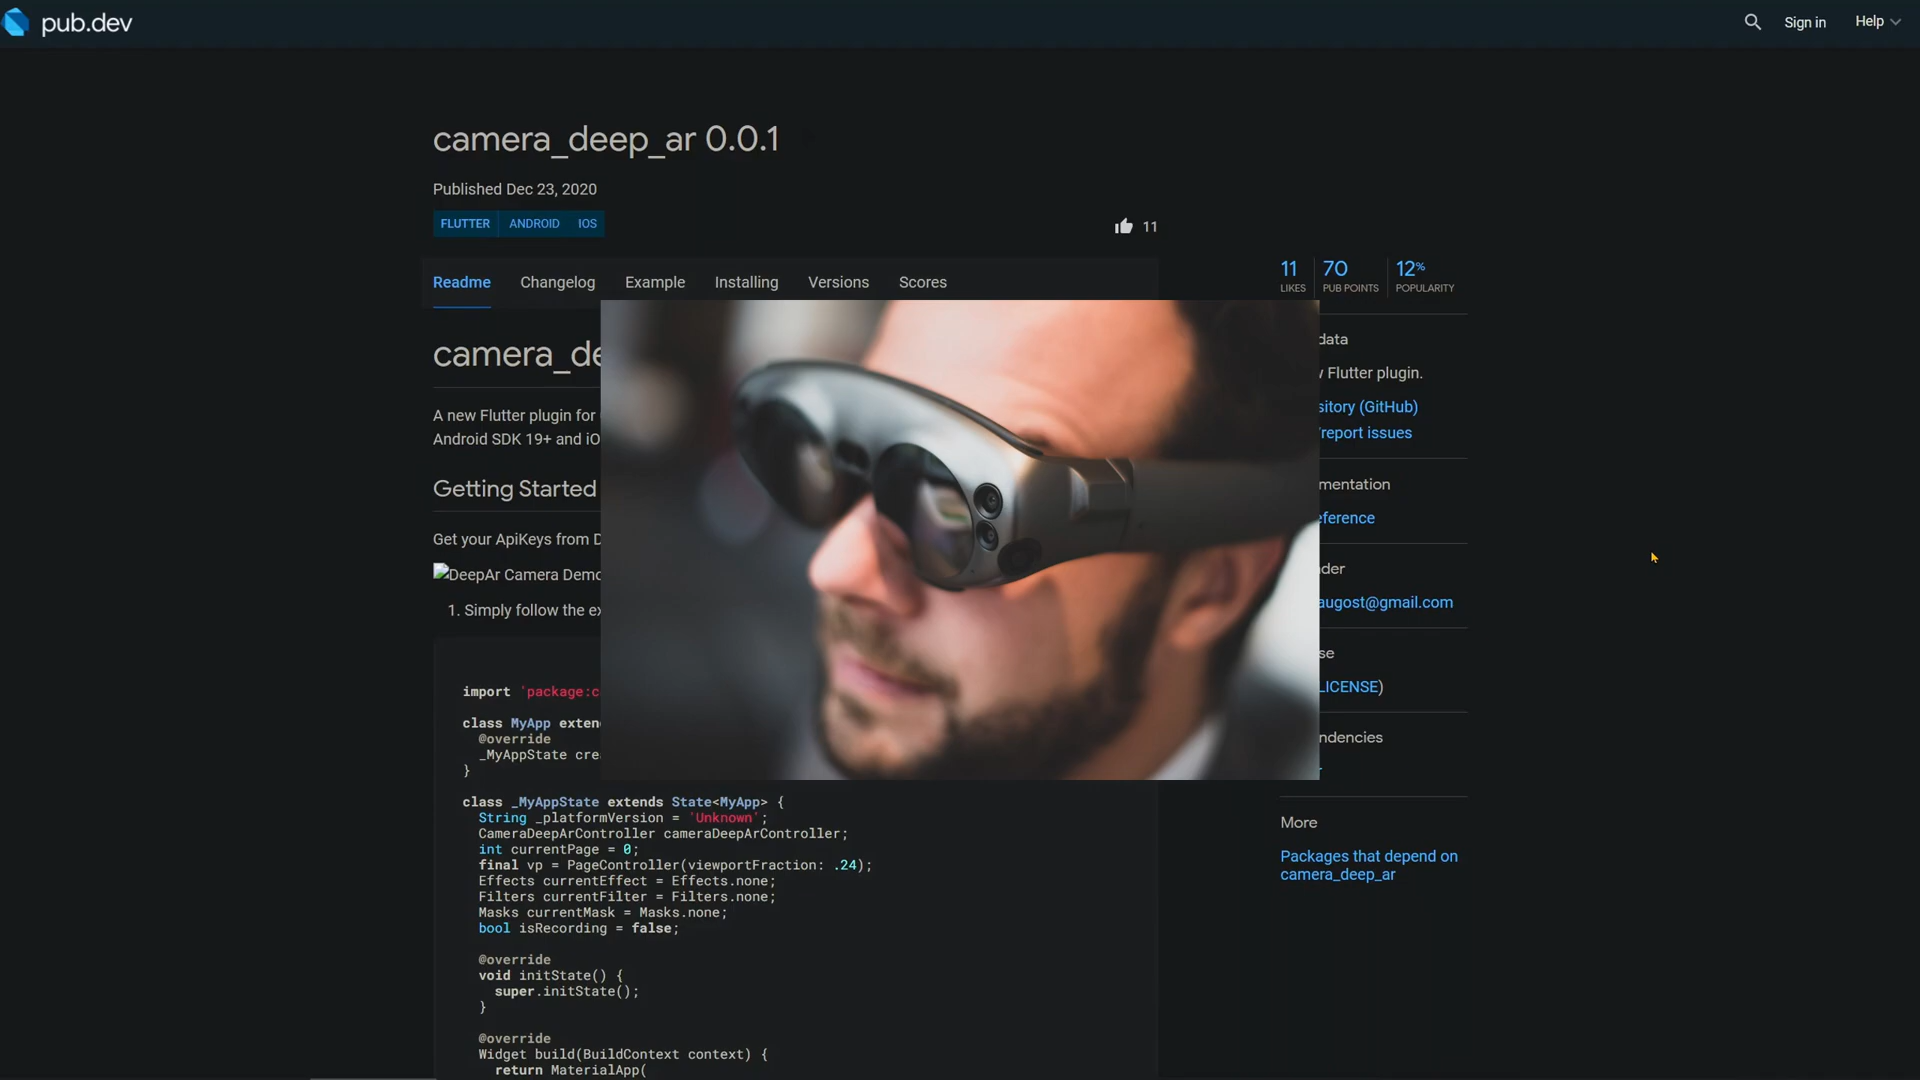 pub.dev
Sign in
Help
camera_deep_ar 0.0.1
Published Dec 23, 2020
FLUTTER ANDROID IOS
11
Readme Changelog Example Installing Versions Scores
11 LIKES
70 PUB POINTS
12% POPULARITY
camera_de
A new Flutter plugin for
Android SDK 19+ and iO
Getting Started
Get your ApiKeys from D
DeepAr Camera Demo
1. Simply follow the ex
import 'package:c
class MyApp exten
@override
_MyAppState crea
}
class _MyAppState extends State<MyApp> {
String _platformVersion = 'Unknown';
CameraDeepArController cameraDeepArController;
int currentPage = 0;
final vp = PageController(viewportFraction: .24);
Effects currentEffect = Effects.none;
Filters currentFilter = Filters.none;
Masks currentMask = Masks.none;
bool isRecording = false;
@override
void initState() {
super.initState();
}
@override
Widget build(BuildContext context) {
return MaterialApp(
data
Flutter plugin.
sitory (GitHub)
report issues
mentation
eference
der
augost@gmail.com
se
LICENSE)
ndencies
More
Packages that depend on
camera_deep_ar